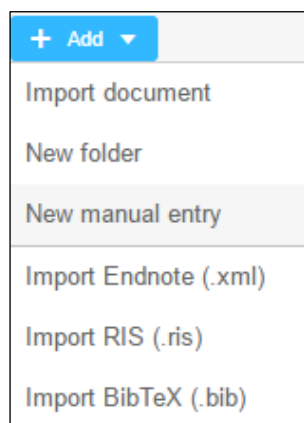 + Add
Import document
New folder
New manual entry
Import Endnote (.xml)
Import RIS (.ris)
Import BibTeX (.bib)